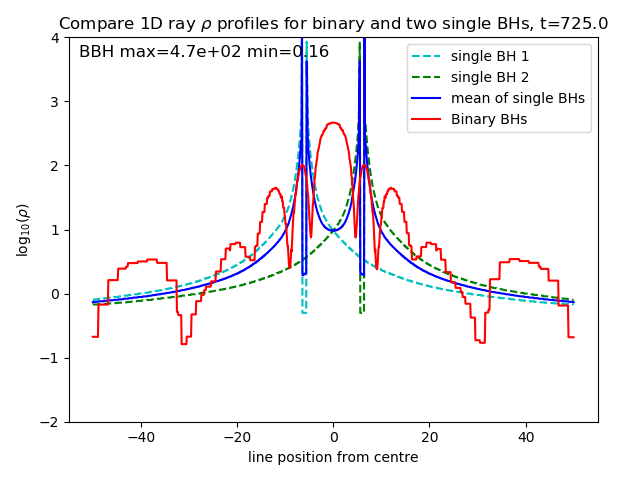 Compare 1D ray ρ profiles for binary and two single BHs, t=725.0
BBH max=4.7e+02 min=0.16
single BH 1
single BH 2
mean of single BHs
Binary BHs
4
3
2
1
0
−1
−2
log₁₀(ρ)
−40 −20 0 20 40
line position from centre